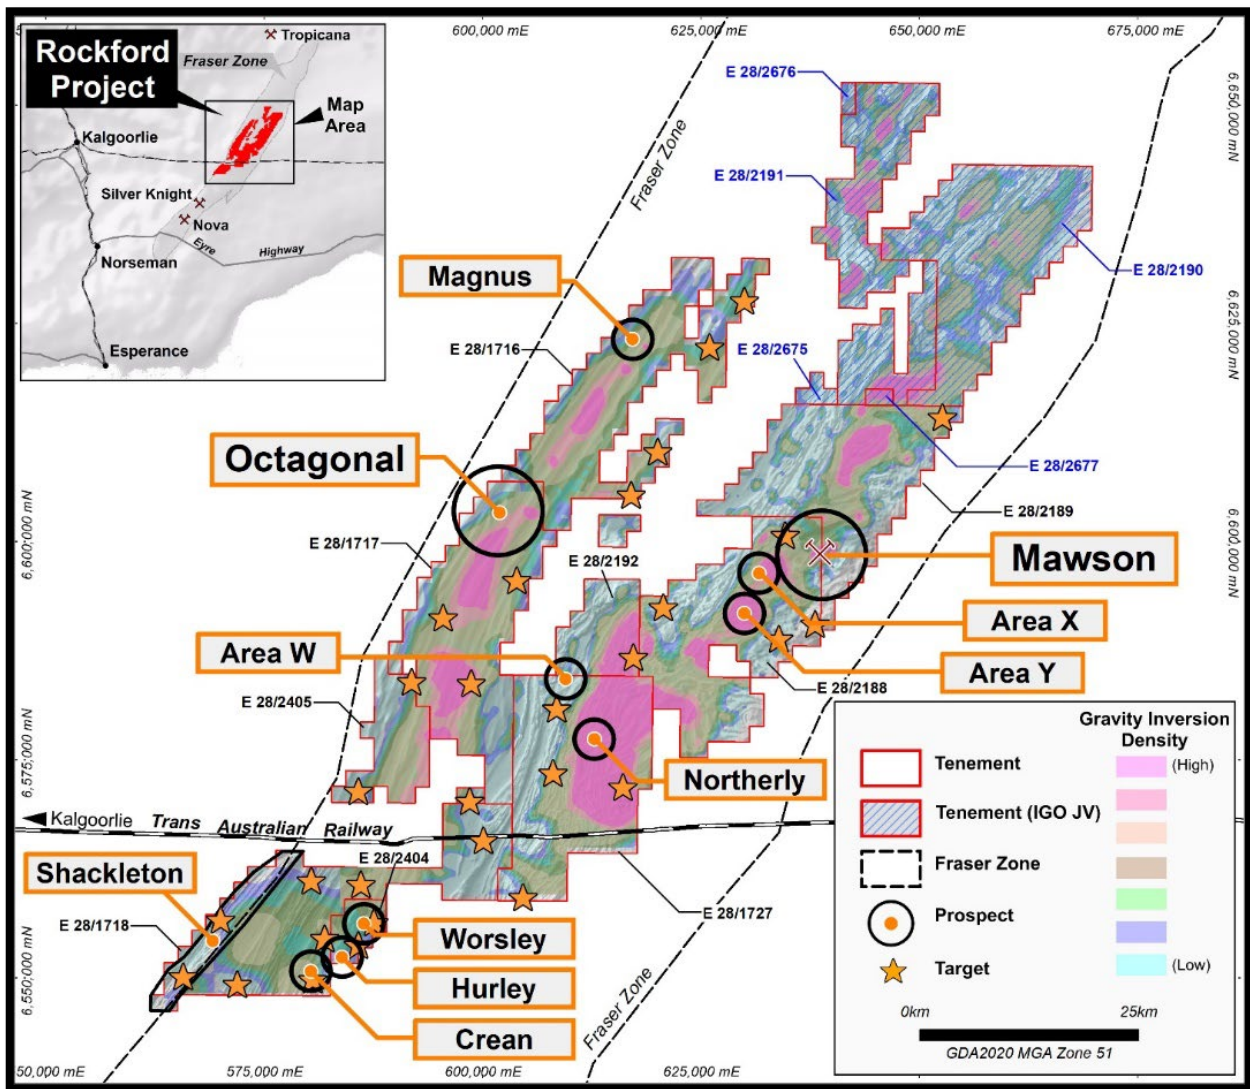 600,000 mE
625,000 mE
650,000 mE
675,000 mE
Tropicana
Fraser Zone
Rockford
Project
Map
Area
Kalgoorlie
Silver Knight
Nova
Eyre
Highway
Norseman
Esperance
E 28/2676
6,650,000 mN
Fraser Zone
E 28/2191
E 28/2190
Magnus
E 28/1716
E 28/2675
6,625,000 mN
Octagonal
E 28/2677
E 28/2189
6,600,000 mN
E 28/1717
E 28/2192
Mawson
6,600,000 mN
Area X
Area W
Area Y
E 28/2188
E 28/2405
6,575,000 mN
Northerly
Kalgoorlie
Trans Australian Railway
E 28/2404
Shackleton
E 28/1718
E 28/1727
Worsley
Hurley
Crean
6,550,000 mN
Fraser Zone
Gravity Inversion
Density
Tenement
(High)
Tenement (IGO JV)
Fraser Zone
Prospect
Target
(Low)
0km
25km
GDA2020 MGA Zone 51
50,000 mE
575,000 mE
600,000 mE
625,000 mE